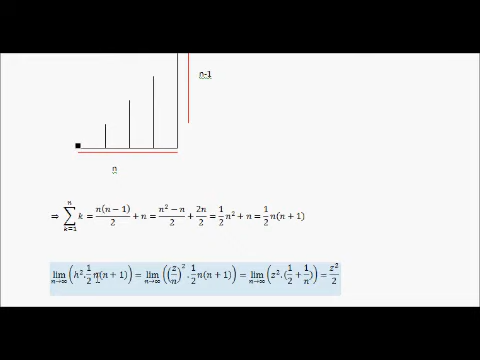 n-1
n
⇒ ∑_{k=1}^{n} k = n(n−1)/2 + n = (n²−n)/2 + 2n/2 = 1/2 n² + n = 1/2 n(n+1)
lim_{n→∞} (h² . 1/2 n(n+1)) = lim_{n→∞} ((z/n)² . 1/2 n(n+1)) = lim_{n→∞} (z² . (1/2 + 1/n)) = z²/2